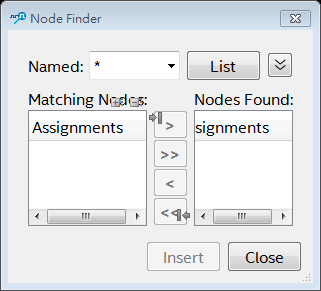 Node Finder
Named: * List
Matching Nodes: Nodes Found:
Assignments > signments
>>
<
<<
Insert Close